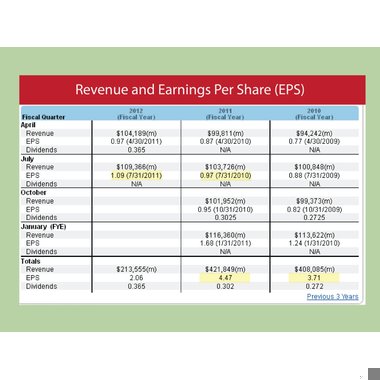 Revenue and Earnings Per Share (EPS)
Fiscal Quarter 2012 (Fiscal Year) 2011 (Fiscal Year) 2010 (Fiscal Year)
April
Revenue $104,189(m) $99,811(m) $94,242(m)
EPS 0.97 (4/30/2011) 0.87 (4/30/2010) 0.77 (4/30/2009)
Dividends 0.365 N/A N/A
July
Revenue $109,366(m) $103,726(m) $100,848(m)
EPS 1.09 (7/31/2011) 0.97 (7/31/2010) 0.88 (7/31/2009)
Dividends N/A N/A N/A
October
Revenue $101,952(m) $99,373(m)
EPS 0.95 (10/31/2010) 0.82 (10/31/2009)
Dividends 0.3025 0.2725
January (FYE)
Revenue $116,360(m) $113,622(m)
EPS 1.68 (1/31/2011) 1.24 (1/31/2010)
Dividends N/A N/A
Totals
Revenue $213,555(m) $421,849(m) $408,085(m)
EPS 2.06 4.47 3.71
Dividends 0.365 0.302 0.272
Previous 3 Years